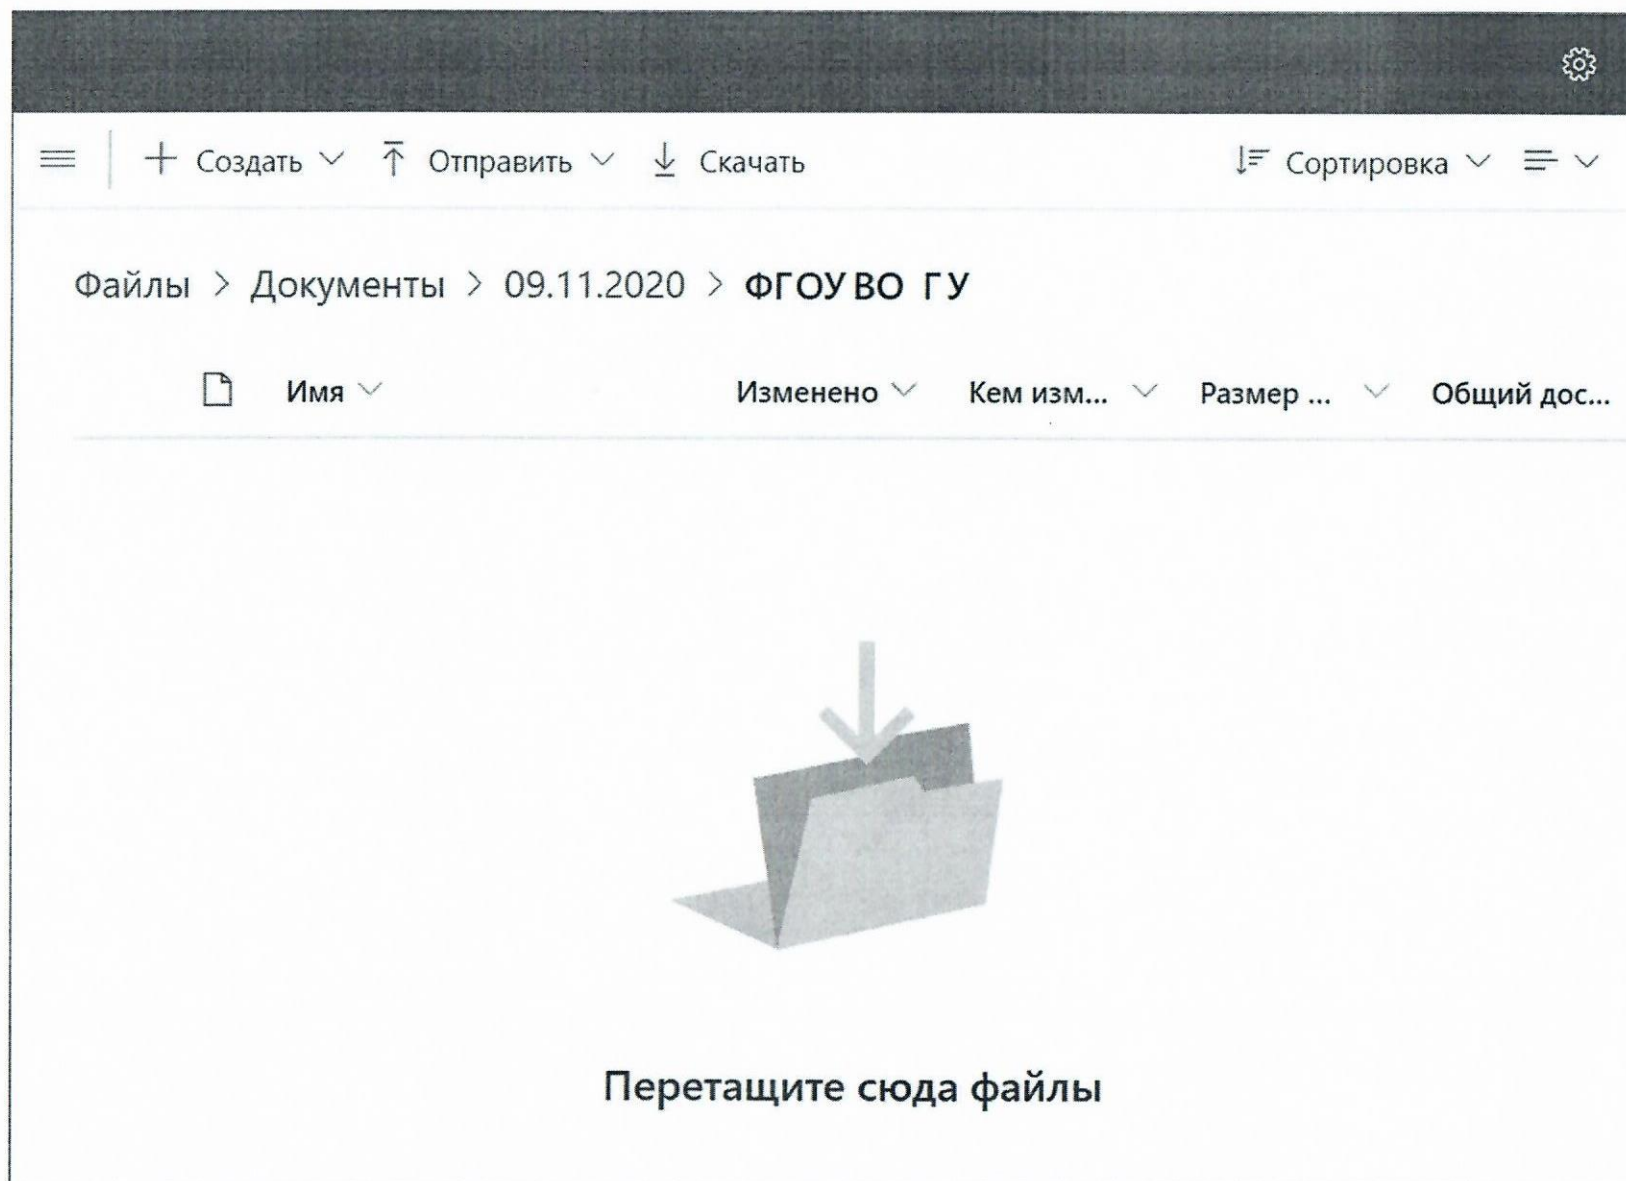 Создать Отправить Скачать Сортировка
Файлы > Документы > 09.11.2020 > ФГОУ ВО ГУ
Имя Изменено Кем изм... Размер ... Общий дос...
Перетащите сюда файлы